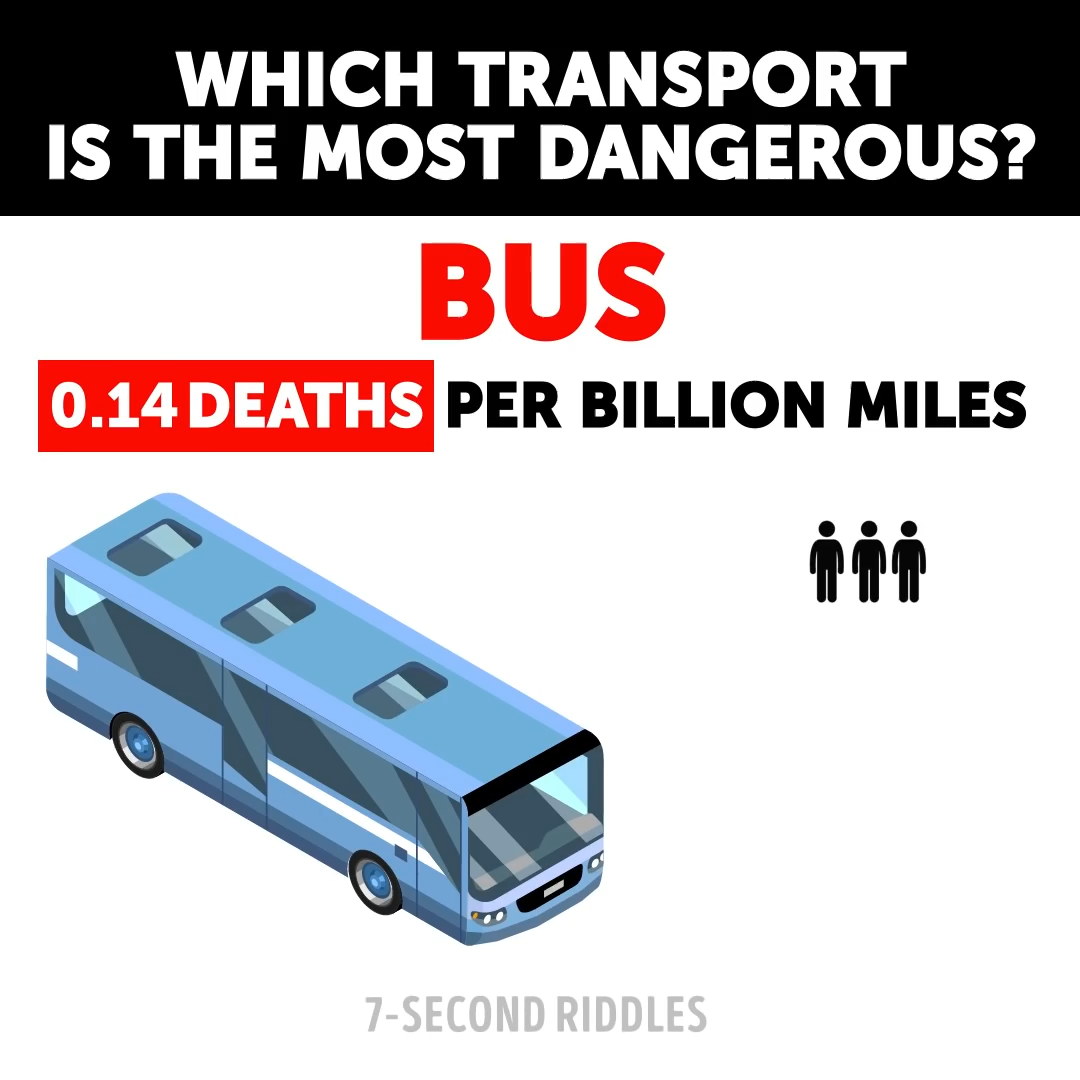 WHICH TRANSPORT
IS THE MOST DANGEROUS?
BUS
0.14 DEATHS PER BILLION MILES
7-SECOND RIDDLES